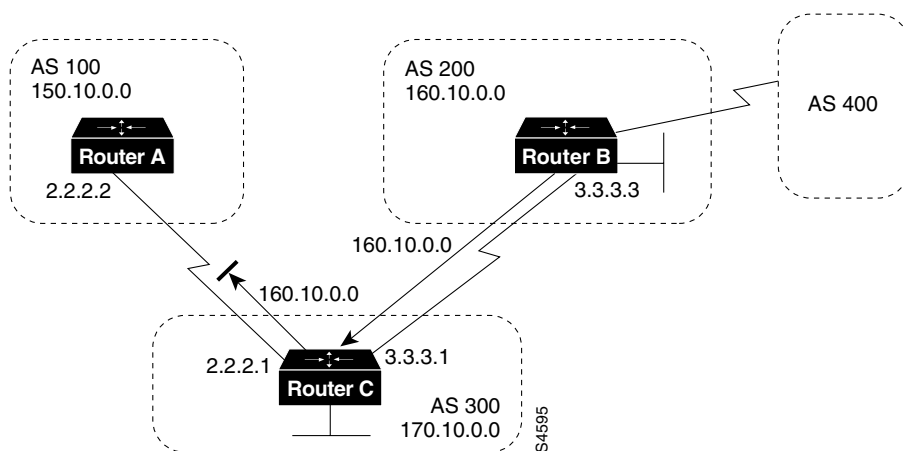 AS 100
150.10.0.0
Router A
2.2.2.2
AS 200
160.10.0.0
Router B
3.3.3.3
AS 400
160.10.0.0
160.10.0.0
2.2.2.1
3.3.3.1
Router C
AS 300
170.10.0.0
S4595